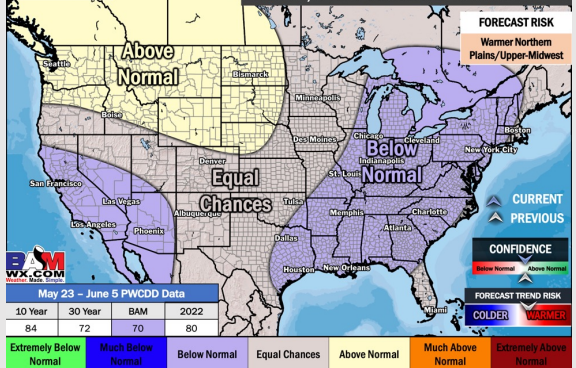 FORECAST RISK
Warmer Northern
Plains/Upper-Midwest
Above
Normal
Seattle
Bismarck
Minneapolis
Boise
Des Moines
Chicago
Cleveland
Boston
New York City
Below
Normal
Indianapolis
Denver
St. Louis
San Francisco
Equal
Chances
Las Vegas
Tulsa
Albuquerque
Memphis
Charlotte
Los Angeles
Phoenix
Atlanta
Dallas
Houston
New Orleans
Miami
CURRENT
PREVIOUS
CONFIDENCE
Below Normal
Above Normal
FORECAST TREND RISK
COLDER
WARMER
BAM
WX.COM
Weather. Made. Simple.
May 23 – June 5 PWCDD Data
10 Year 30 Year BAM 2022
84 72 70 80
Extremely Below
Normal
Much Below
Normal
Below Normal
Equal Chances
Above Normal
Much Above
Normal
Extremely Above
Normal